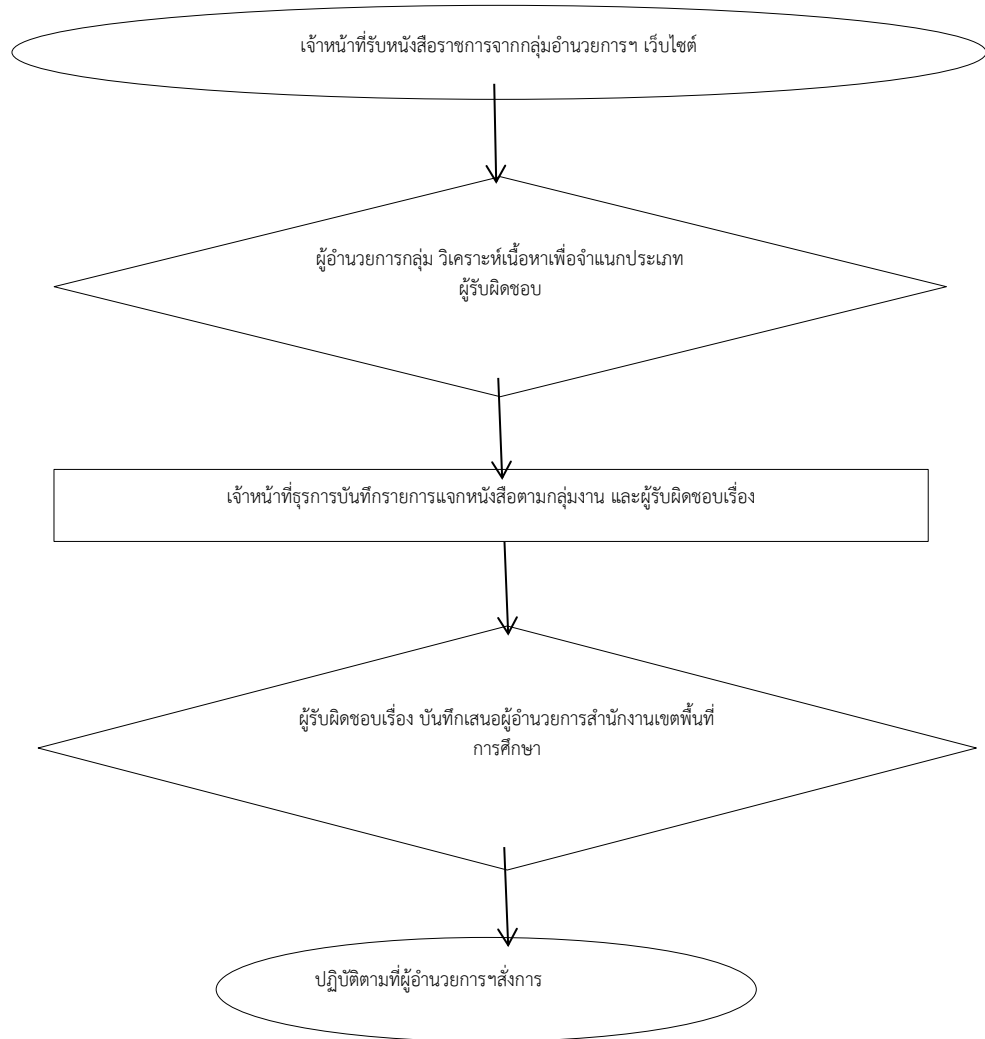 เจ้าหน้าที่รับหนังสือราชการจากกลุ่มอำนวยการฯ เว็บไซต์
ผู้อำนวยการกลุ่ม วิเคราะห์เนื้อหาเพื่อจำแนกประเภท
ผู้รับผิดชอบ
เจ้าหน้าที่ธุรการบันทึกรายการแจกหนังสือตามกลุ่มงาน และผู้รับผิดชอบเรื่อง
ผู้รับผิดชอบเรื่อง บันทึกเสนอผู้อำนวยการสำนักงานเขตพื้นที่
การศึกษา
ปฏิบัติตามที่ผู้อำนวยการฯสั่งการ